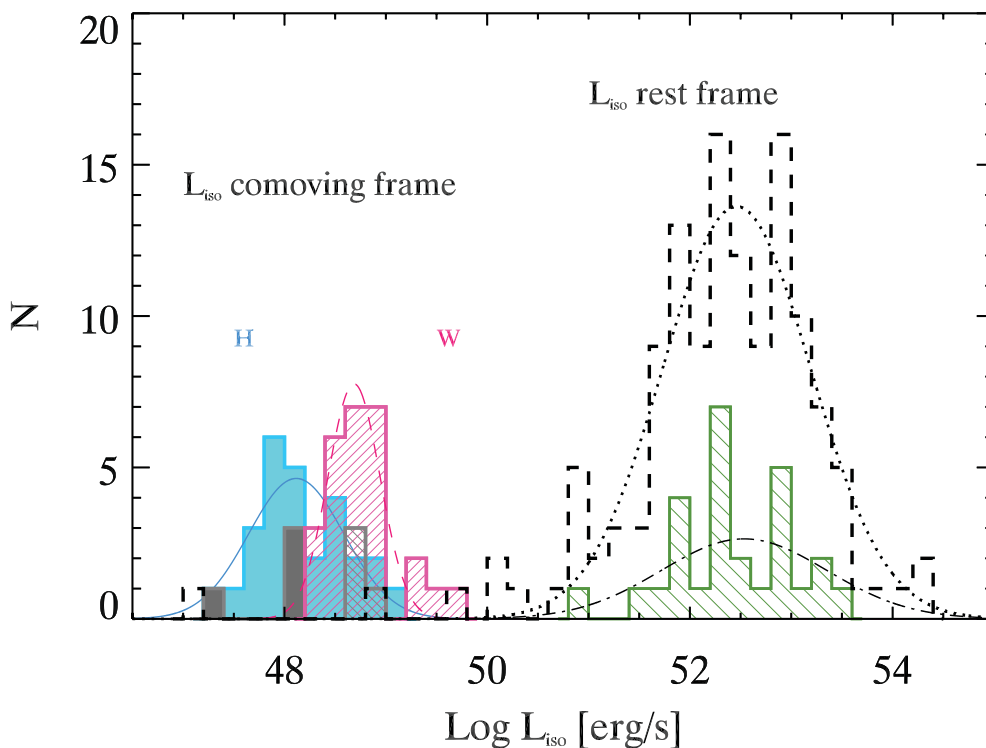 20
15
10
5
0
N
L_iso rest frame
L_iso comoving frame
H
W
48
50
52
54
Log L_iso [erg/s]